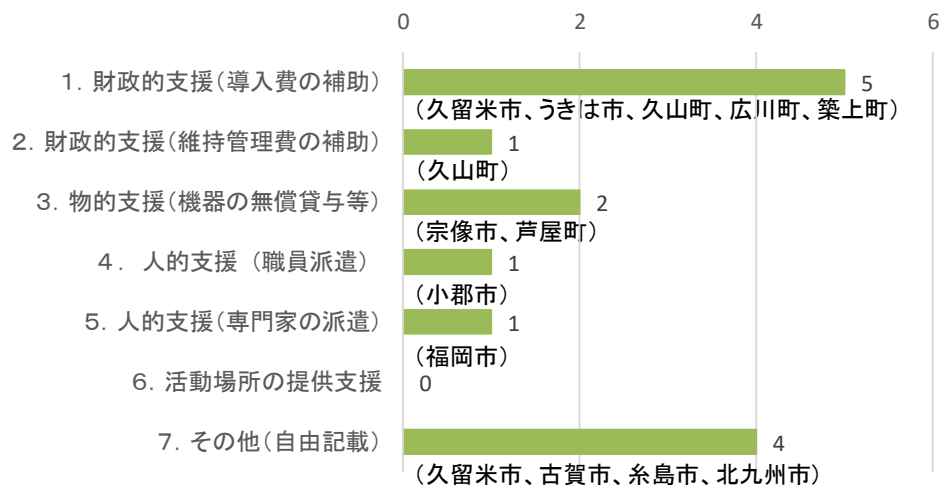 0 2 4 6
1. 財政的支援(導入費の補助) 5
(久留米市、うきは市、久山町、広川町、築上町)
2. 財政的支援(維持管理費の補助) 1
(久山町)
3. 物的支援(機器の無償貸与等) 2
(宗像市、芦屋町)
4. 人的支援 (職員派遣) 1
(小郡市)
5. 人的支援(専門家の派遣) 1
(福岡市)
6. 活動場所の提供支援 0
7. その他(自由記載) 4
(久留米市、古賀市、糸島市、北九州市)